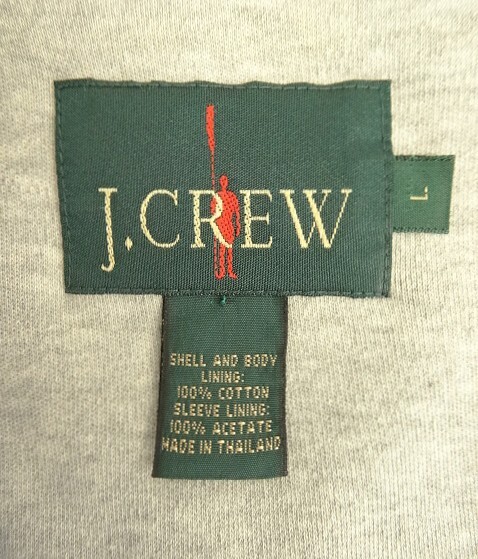 J.CREW
L
SHELL AND BODY
LINING:
100% COTTON
SLEEVE LINING:
100% ACETATE
MADE IN THAILAND